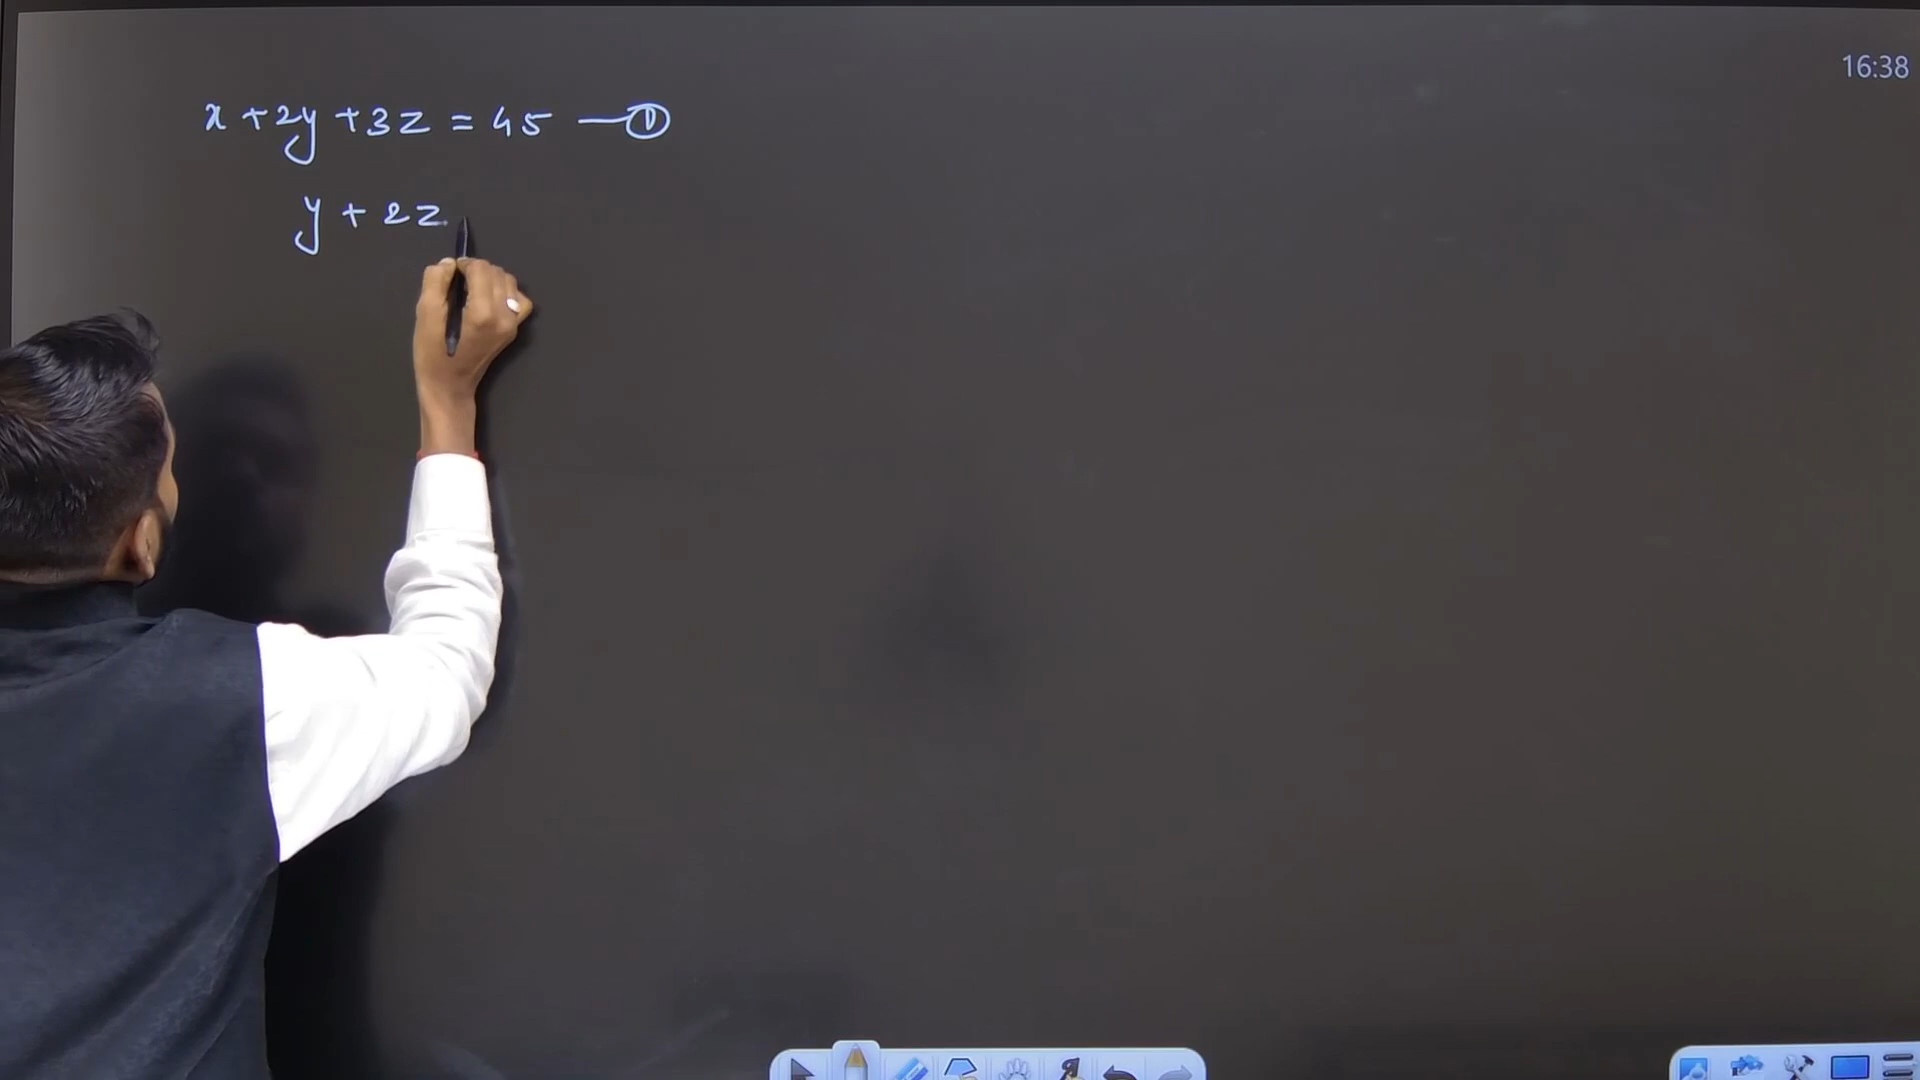 16:38
x + 2y + 3z = 45 — ①
y + 2z